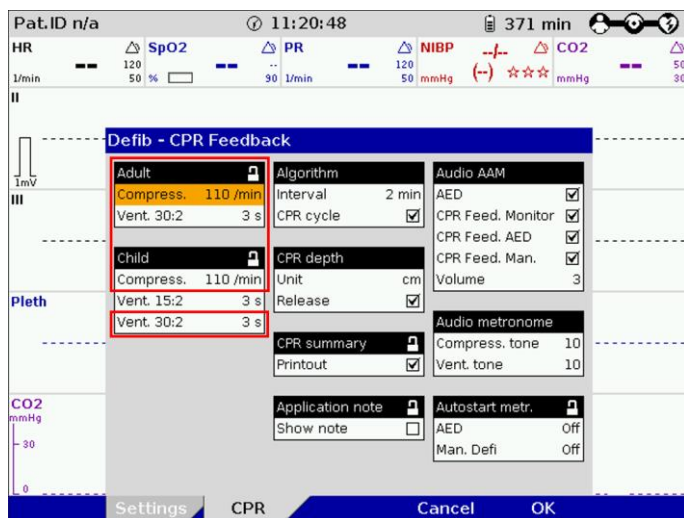 Pat.ID n/a 11:20:48 371 min
HR SpO2 PR NIBP --/-- CO2
-- 120 -- -- -- 120 (--) ☆☆☆ -- 50
1/min 50 % 90 1/min 50 mmHg mmHg 30
II
1mV
III
Pleth
CO2
mmHg
30
0
Defib - CPR Feedback
Adult
Compress. 110 /min
Vent. 30:2 3 s
Child
Compress. 110 /min
Vent. 15:2 3 s
Vent. 30:2 3 s
Algorithm
Interval 2 min
CPR cycle ☑
CPR depth
Unit cm
Release ☑
CPR summary
Printout ☑
Application note
Show note ☐
Audio AAM
AED ☑
CPR Feed. Monitor ☑
CPR Feed. AED ☑
CPR Feed. Man. ☑
Volume 3
Audio metronome
Compress. tone 10
Vent. tone 10
Autostart metr.
AED Off
Man. Defi Off
Settings CPR Cancel OK